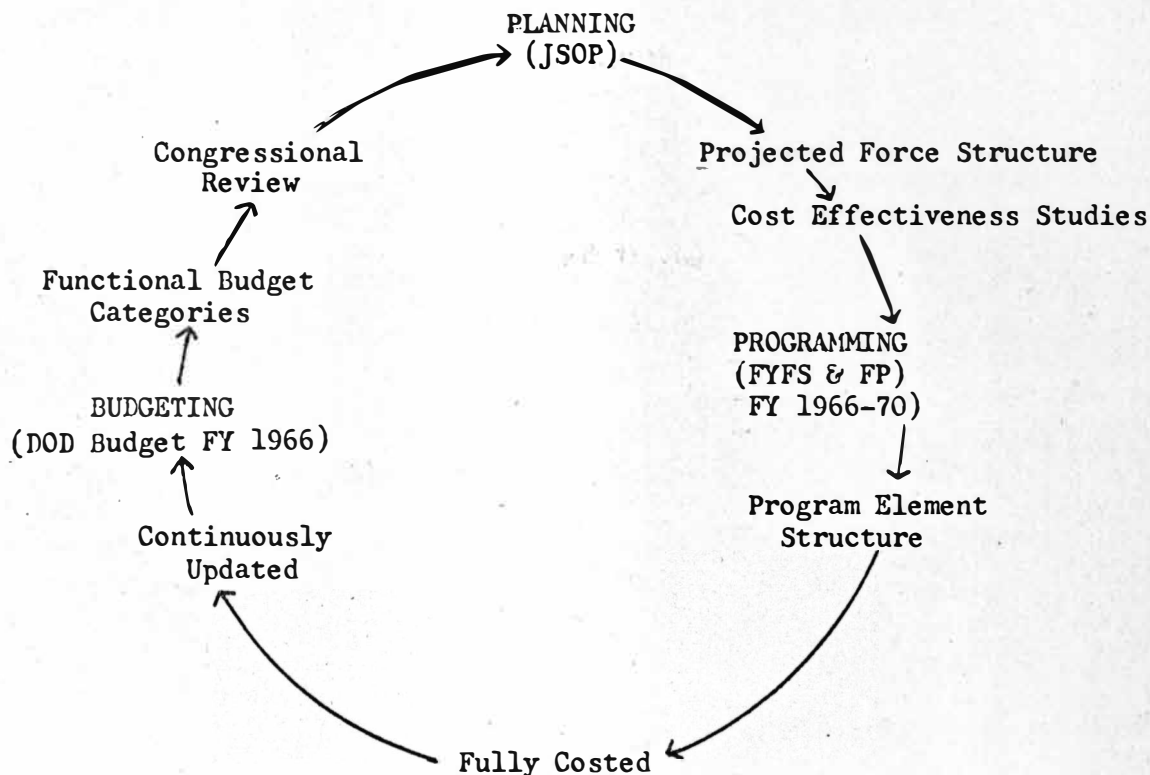 PLANNING
(JSOP)
Projected Force Structure
Cost Effectiveness Studies
PROGRAMMING
(FYFS & FP)
FY 1966-70)
Program Element
Structure
Fully Costed
Continuously
Updated
BUDGETING
(DOD Budget FY 1966)
Functional Budget
Categories
Congressional
Review